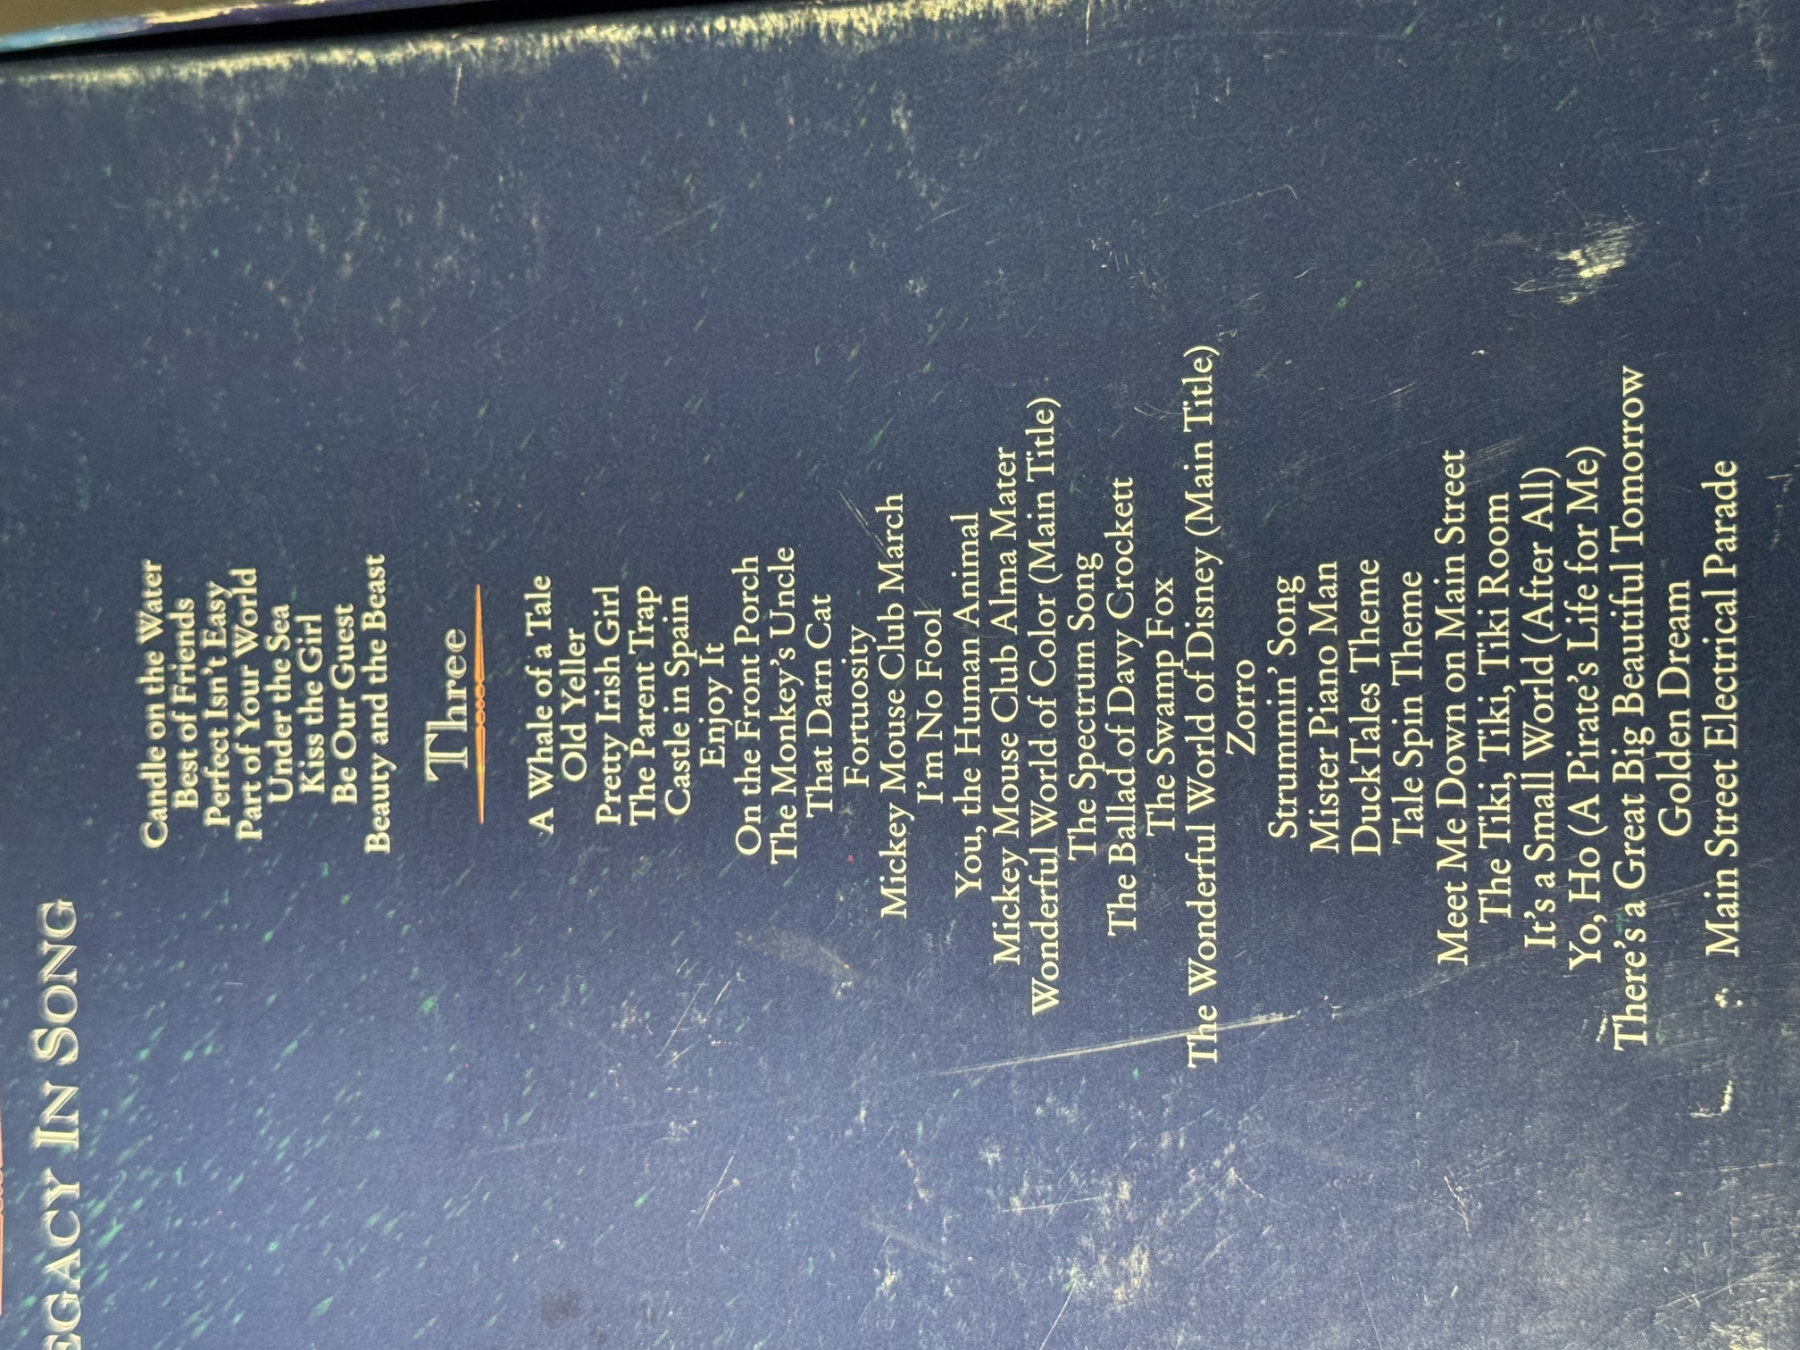 EGACY IN SONG
Candle on the Water
Best of Friends
Perfect Isn't Easy
Part of Your World
Under the Sea
Kiss the Girl
Be Our Guest
Beauty and the Beast
Three
A Whale of a Tale
Old Yeller
Pretty Irish Girl
The Parent Trap
Castle in Spain
Enjoy It
On the Front Porch
The Monkey's Uncle
That Darn Cat
Fortuosity
Mickey Mouse Club March
I'm No Fool
You, the Human Animal
Mickey Mouse Club Alma Mater
Wonderful World of Color (Main Title)
The Spectrum Song
The Ballad of Davy Crockett
The Swamp Fox
The Wonderful World of Disney (Main Title)
Zorro
Strummin' Song
Mister Piano Man
DuckTales Theme
Tale Spin Theme
Meet Me Down on Main Street
The Tiki, Tiki, Tiki Room
It's a Small World (After All)
Yo, Ho (A Pirate's Life for Me)
There's a Great Big Beautiful Tomorrow
Golden Dream
Main Street Electrical Parade